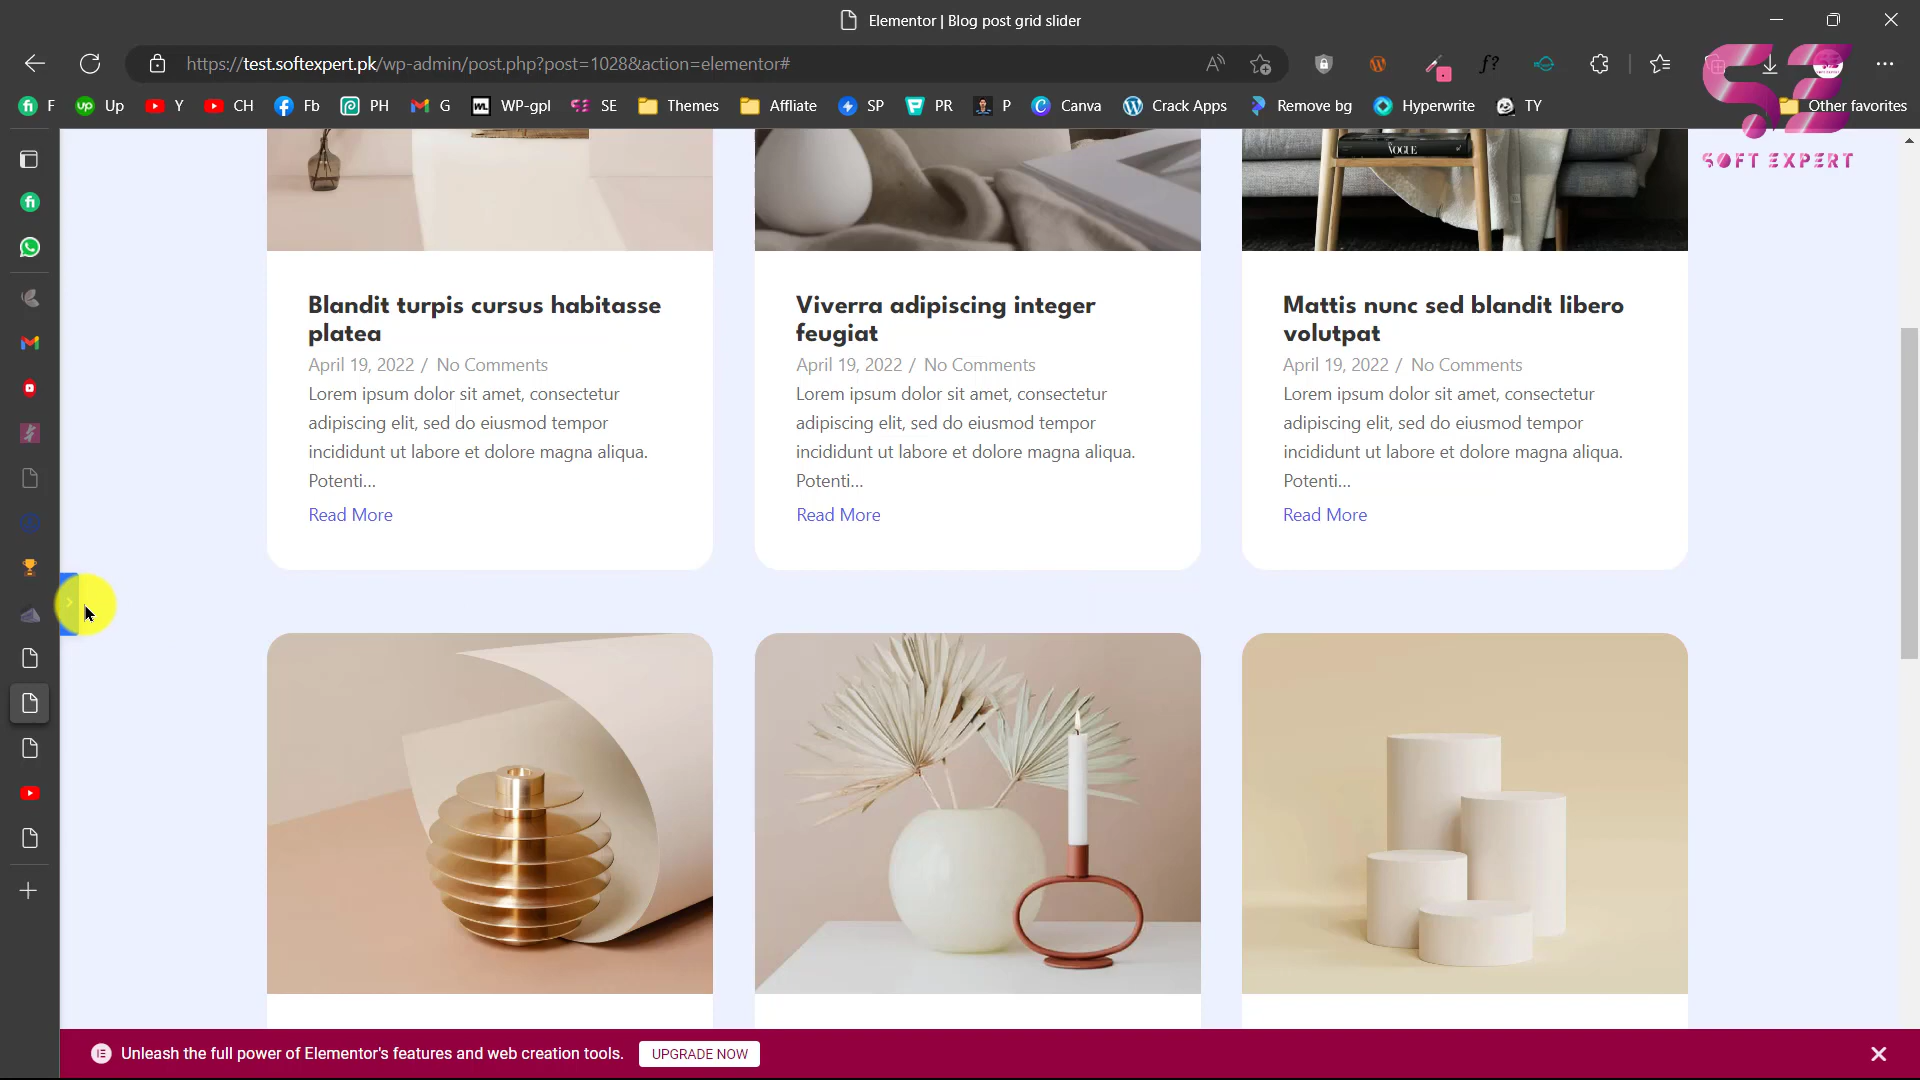 Elementor | Blog post grid slider
https://test.softexpert.pk/wp-admin/post.php?post=1028&action=elementor#
F Up Y CH Fb PH G WP-gpl SE Themes Affliate SP PR P Canva Crack Apps Remove bg Hyperwrite TY Other favorites
SOFT EXPERT
VOGUE
Blandit turpis cursus habitasse
platea
April 19, 2022 / No Comments
Lorem ipsum dolor sit amet, consectetur
adipiscing elit, sed do eiusmod tempor
incididunt ut labore et dolore magna aliqua.
Potenti...
Read More
Viverra adipiscing integer
feugiat
April 19, 2022 / No Comments
Lorem ipsum dolor sit amet, consectetur
adipiscing elit, sed do eiusmod tempor
incididunt ut labore et dolore magna aliqua.
Potenti...
Read More
Mattis nunc sed blandit libero
volutpat
April 19, 2022 / No Comments
Lorem ipsum dolor sit amet, consectetur
adipiscing elit, sed do eiusmod tempor
incididunt ut labore et dolore magna aliqua.
Potenti...
Read More
Unleash the full power of Elementor's features and web creation tools. UPGRADE NOW